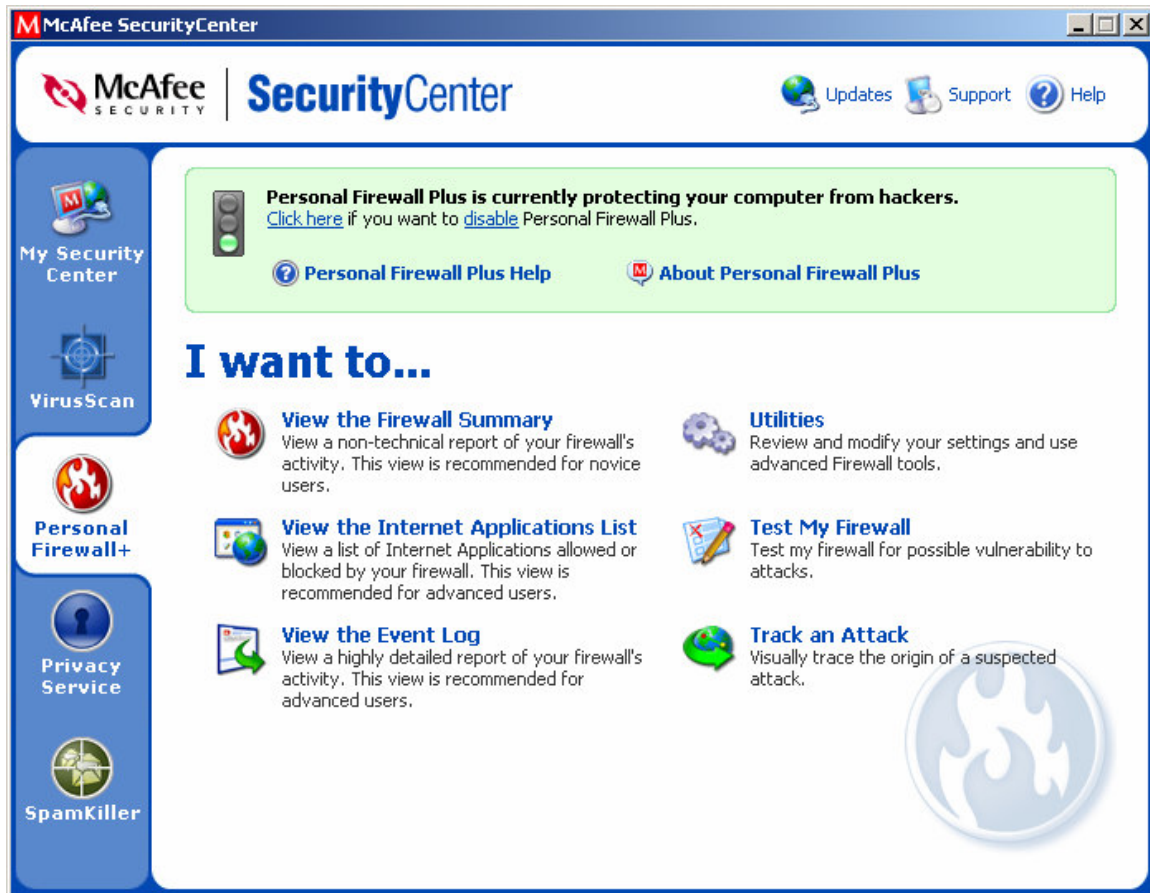 McAfee SecurityCenter
McAfee
SECURITY
SecurityCenter
Updates
Support
Help
My Security
Center
VirusScan
Personal
Firewall+
Privacy
Service
SpamKiller
Personal Firewall Plus is currently protecting your computer from hackers.
Click here if you want to disable Personal Firewall Plus.
Personal Firewall Plus Help
About Personal Firewall Plus
I want to...
View the Firewall Summary
View a non-technical report of your firewall's
activity. This view is recommended for novice
users.
View the Internet Applications List
View a list of Internet Applications allowed or
blocked by your firewall. This view is
recommended for advanced users.
View the Event Log
View a highly detailed report of your firewall's
activity. This view is recommended for
advanced users.
Utilities
Review and modify your settings and use
advanced Firewall tools.
Test My Firewall
Test my firewall for possible vulnerability to
attacks.
Track an Attack
Visually trace the origin of a suspected
attack.